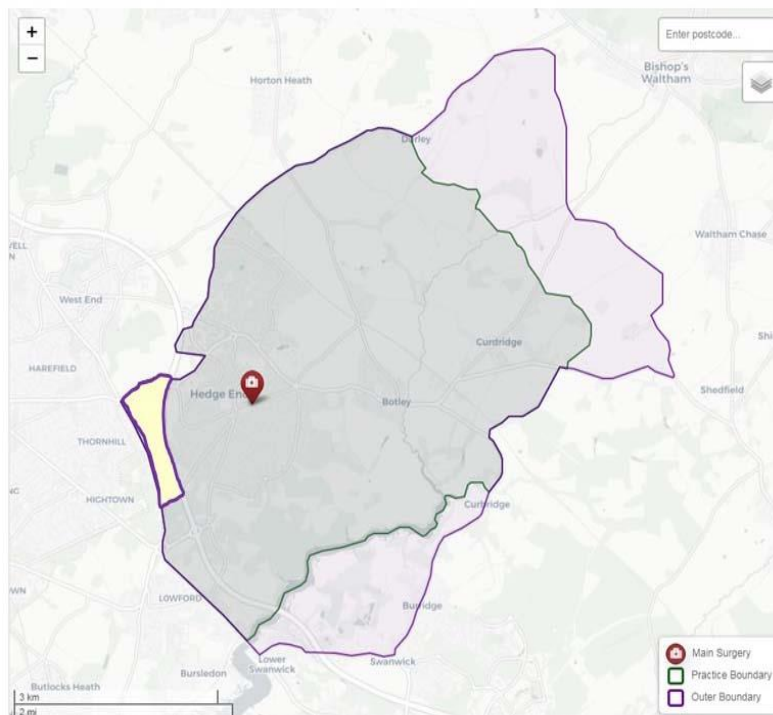 +
−
Enter postcode...
Horton Heath
Bishop's
Waltham
Durley
Waltham Chase
West End
HAREFIELD
Curdridge
Shedfield
Hedge End
Botley
THORNHILL
HIGHTOWN
Curbridge
LOWFORD
Burridge
Lower
Swanwick
Swanwick
Bursledon
Butlocks Heath
3 km
2 mi
Main Surgery
Practice Boundary
Outer Boundary